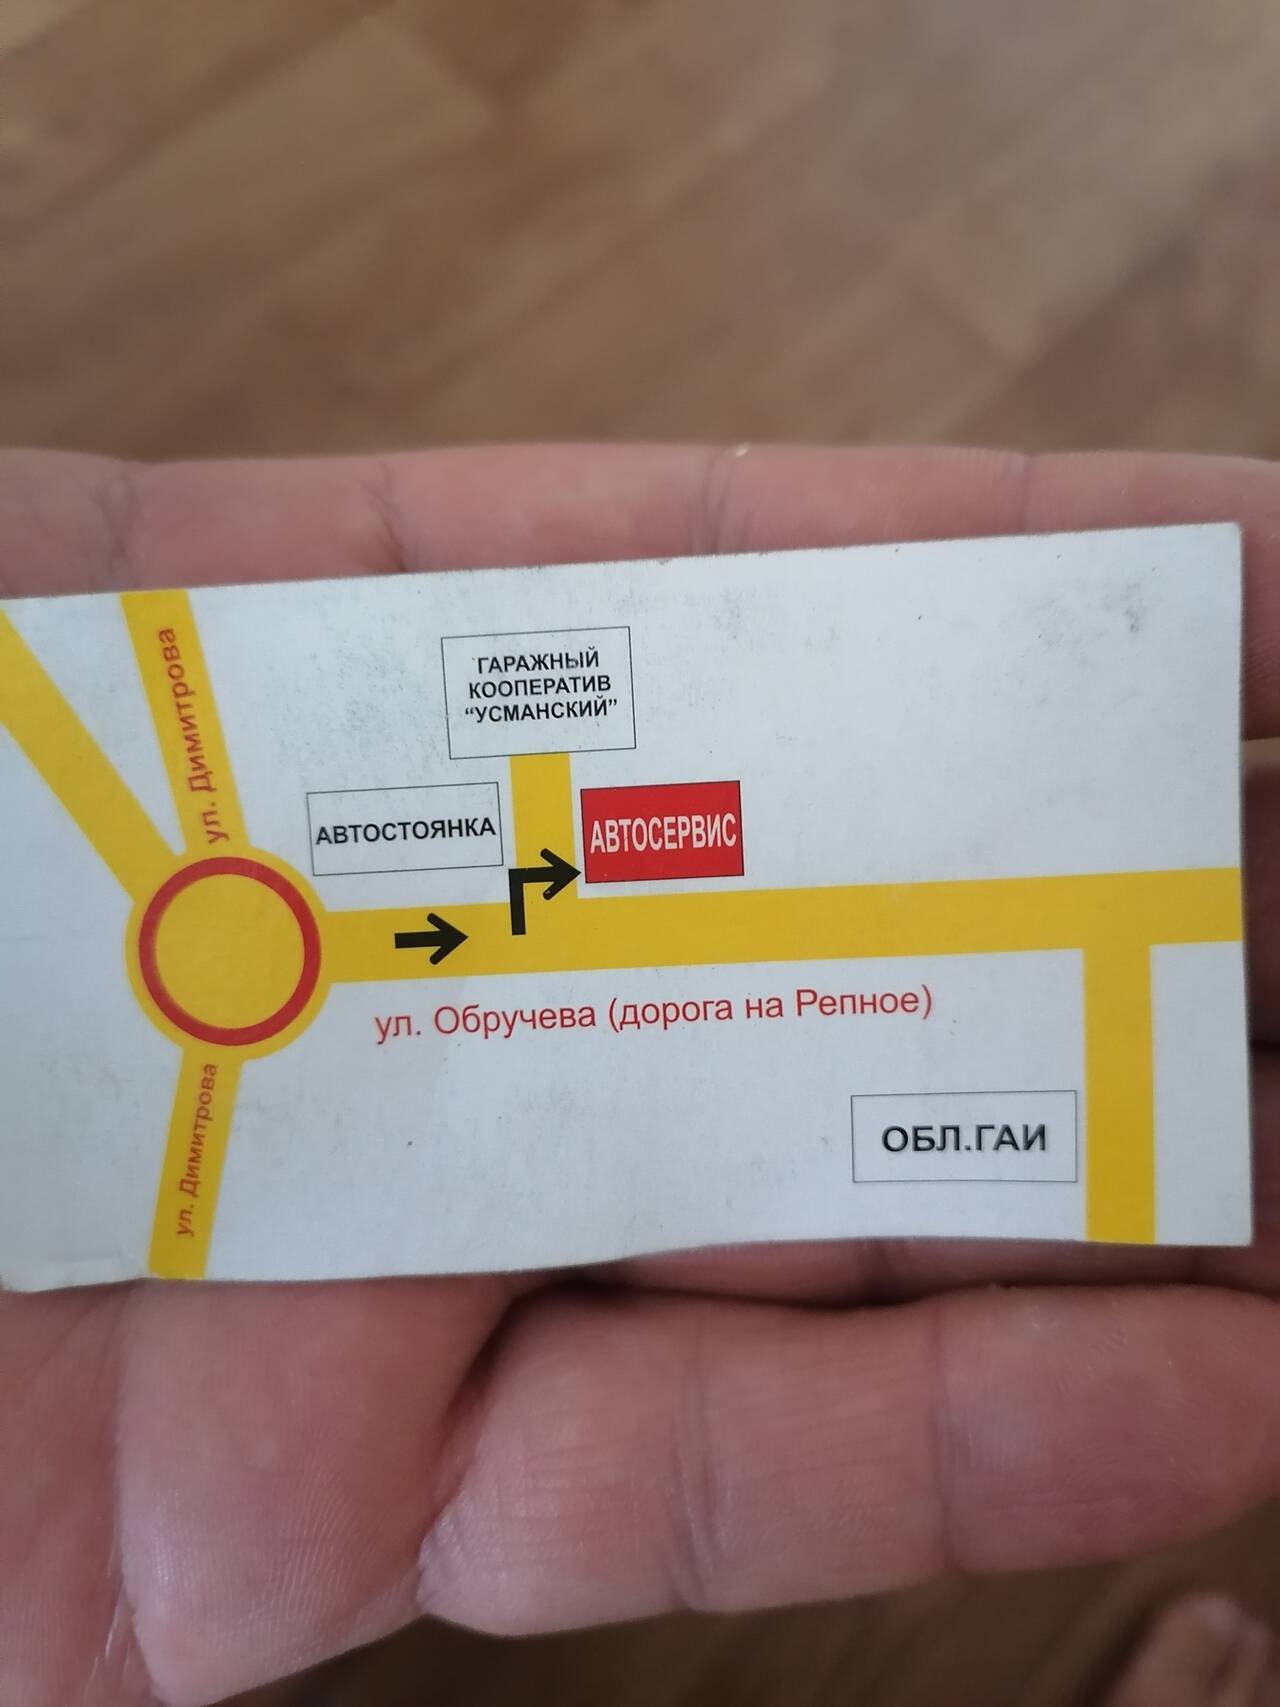 ул. Димитрова
ГАРАЖНЫЙ
КООПЕРАТИВ
“УСМАНСКИЙ”
АВТОСТОЯНКА
АВТОСЕРВИС
ул. Обручева (дорога на Репное)
ул. Димитрова
ОБЛ.ГАИ